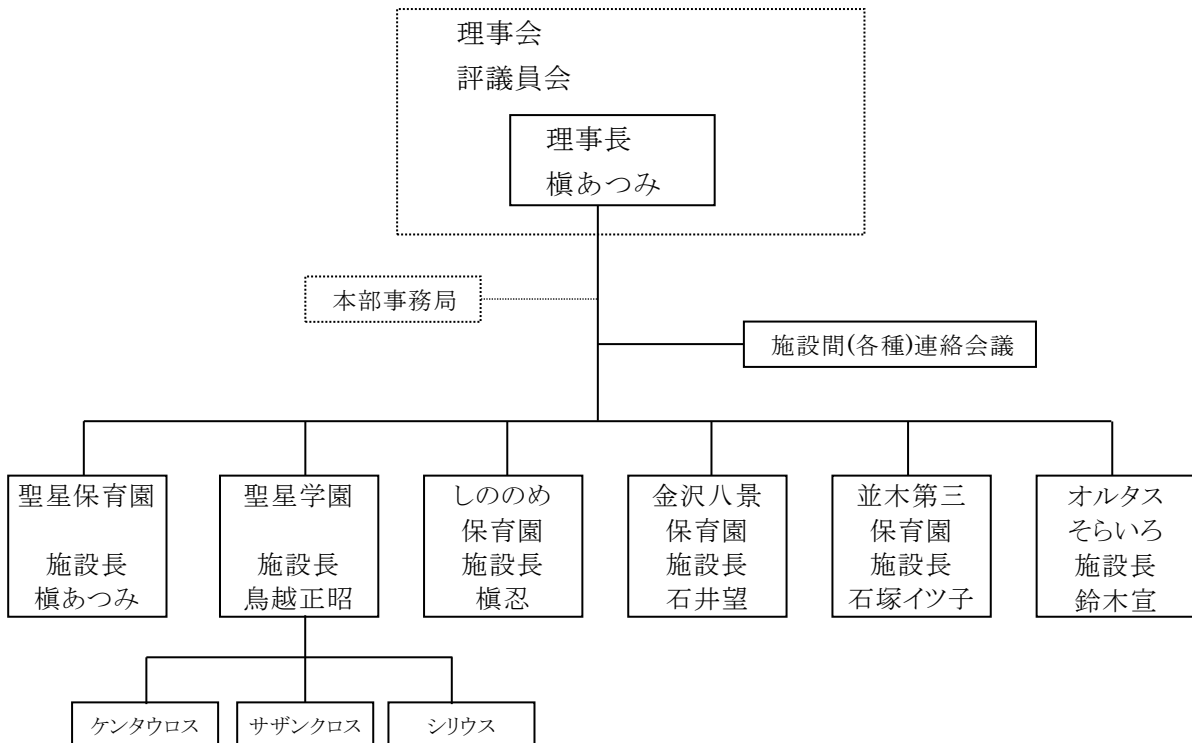 理事会
評議員会
理事長
槇あつみ
本部事務局
施設間(各種)連絡会議
聖星保育園
施設長
槇あつみ
聖星学園
施設長
鳥越正昭
しののめ
保育園
施設長
槇忍
金沢八景
保育園
施設長
石井望
並木第三
保育園
施設長
石塚イツ子
オルタス
そらいろ
施設長
鈴木宣
ケンタウロス
サザンクロス
シリウス